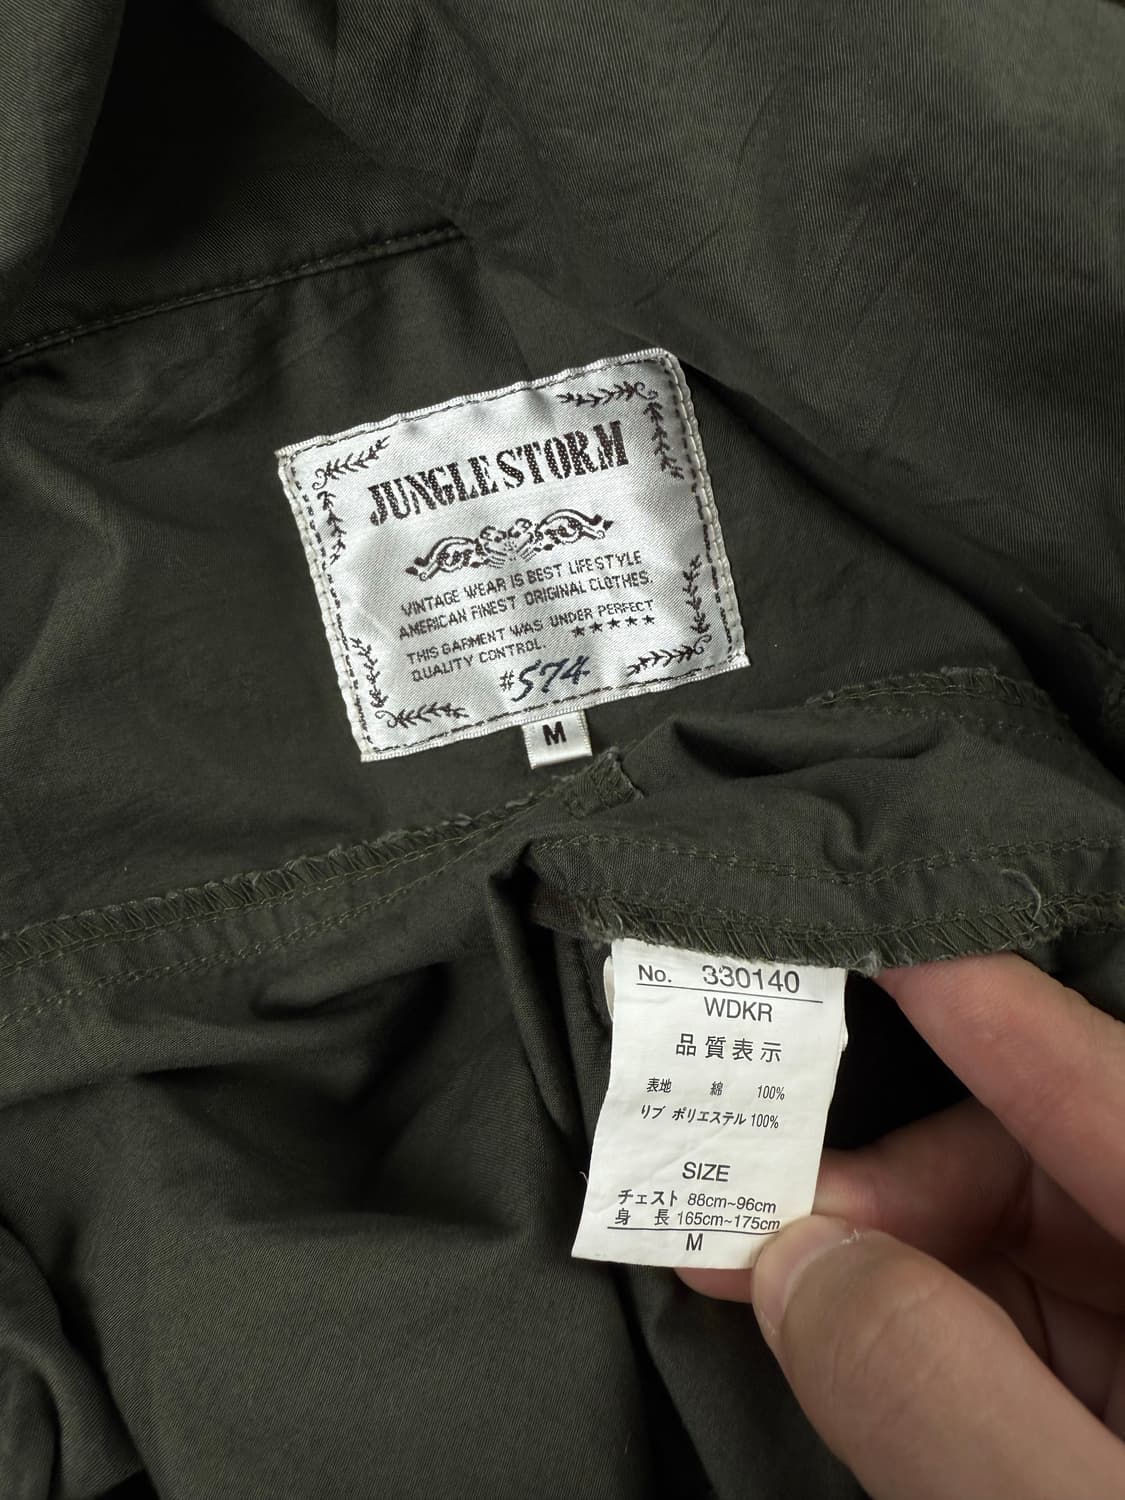 JUNGLE STORM
VINTAGE WEAR IS BEST LIFE STYLE
AMERICAN FINEST ORIGINAL CLOTHES.
THIS GARMENT WAS UNDER PERFECT
QUALITY CONTROL. ★★★★★
#574
M
No. 330140
WDKR
品質表示
表地 綿 100%
リブ ポリエステル 100%
SIZE
チェスト 88cm~96cm
身長 165cm~175cm
M